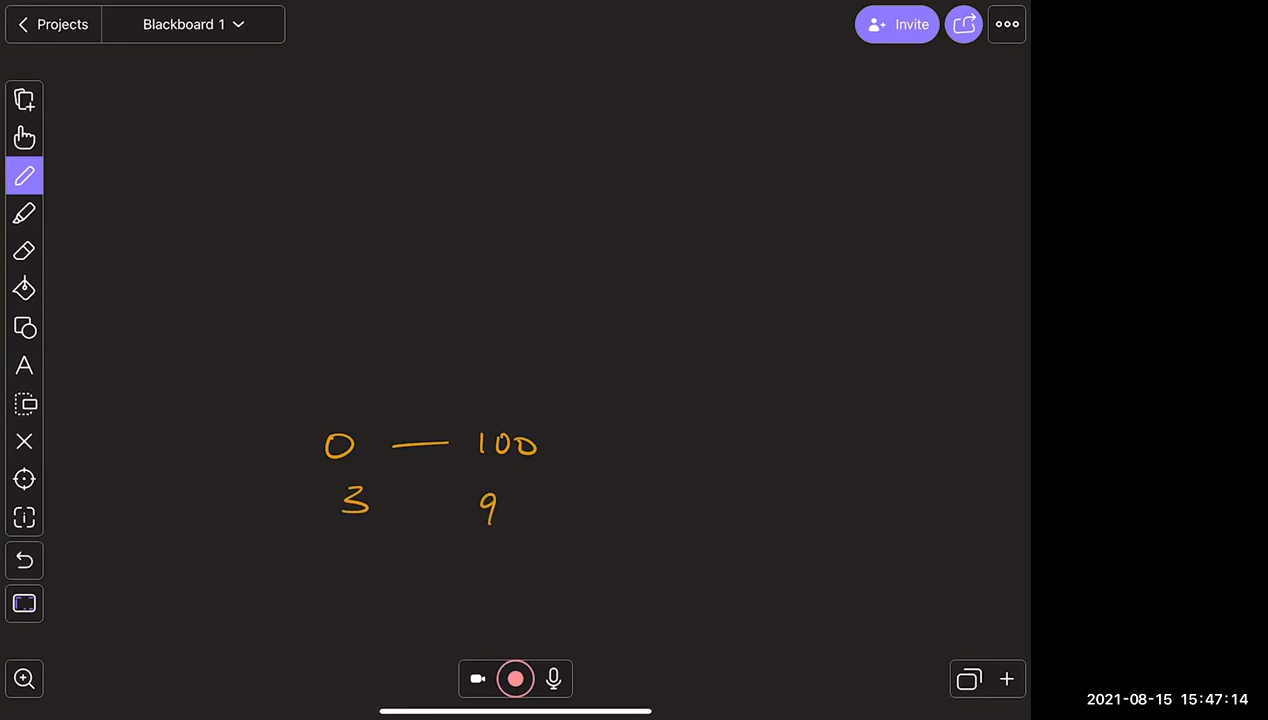 Projects
Blackboard 1
Invite
A
0 — 100
3 9
2021-08-15 15:47:14